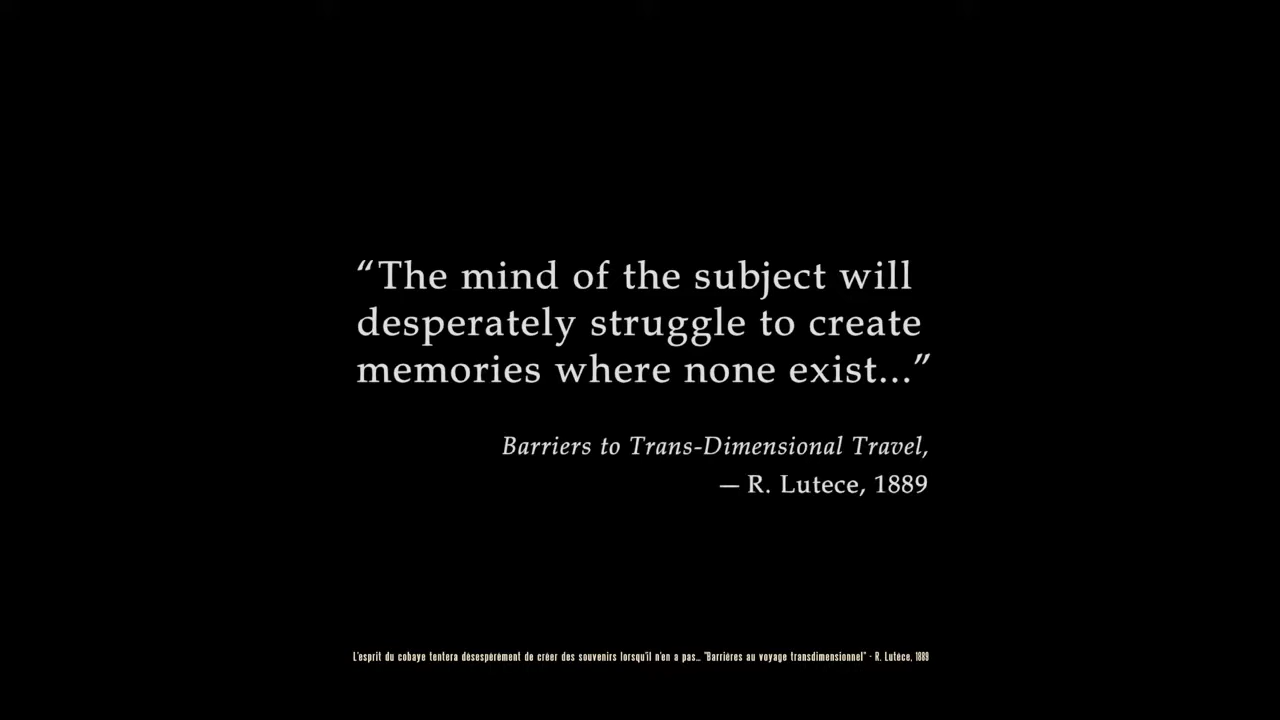 “The mind of the subject will
desperately struggle to create
memories where none exist...”
Barriers to Trans-Dimensional Travel,
— R. Lutece, 1889
L'esprit du cobaye tentera désespérément de créer des souvenirs lorsqu'il n'en a pas... "Barrières au voyage transdimensionnel" - R. Lutèce, 1889